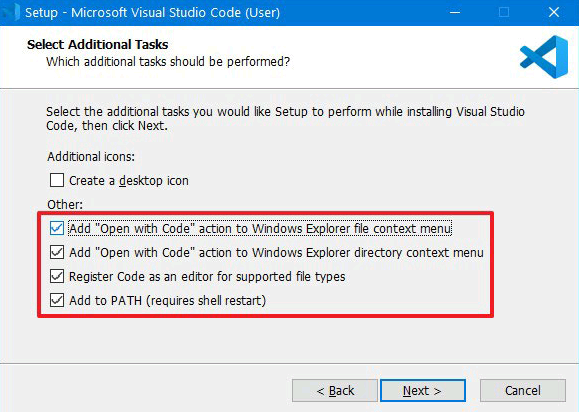 Setup - Microsoft Visual Studio Code (User)
Select Additional Tasks
Which additional tasks should be performed?
Select the additional tasks you would like Setup to perform while installing Visual Studio
Code, then click Next.
Additional icons:
Create a desktop icon
Other:
Add "Open with Code" action to Windows Explorer file context menu
Add "Open with Code" action to Windows Explorer directory context menu
Register Code as an editor for supported file types
Add to PATH (requires shell restart)
< Back Next > Cancel